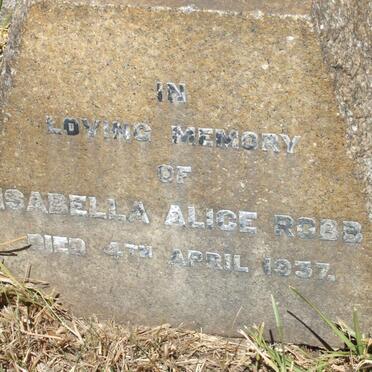 IN
LOVING MEMORY
OF
ISABELLA ALICE ROBB
DIED 4TH APRIL 1937.